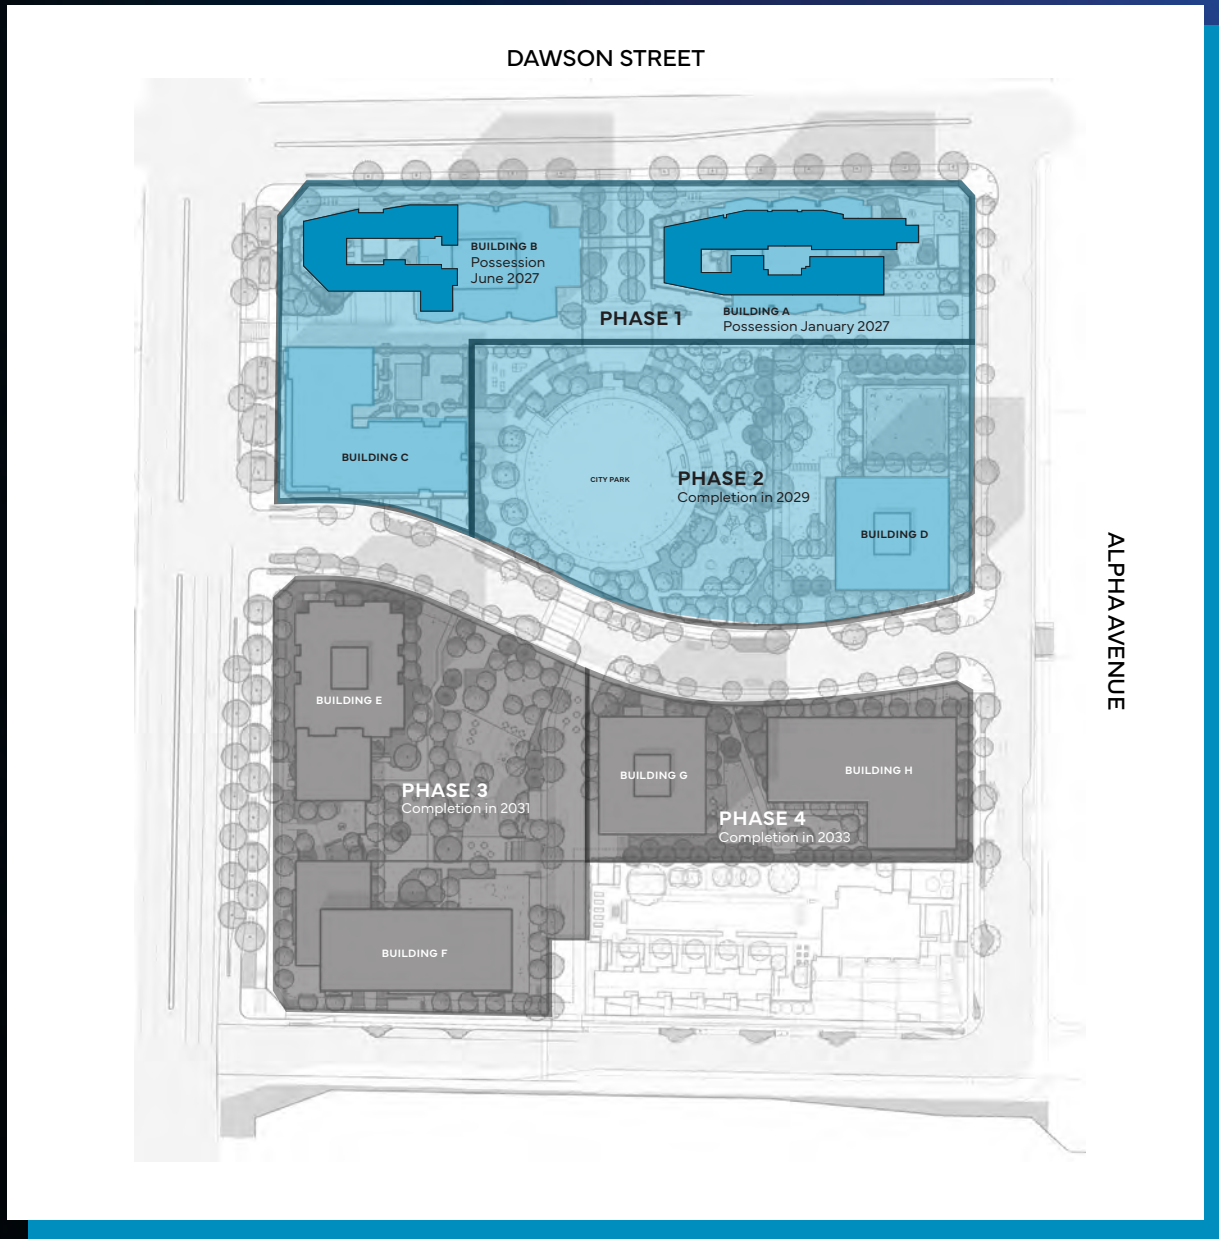 DAWSON STREET
BUILDING B
Possession
June 2027
PHASE 1
BUILDING A
Possession January 2027
BUILDING C
CITY PARK
PHASE 2
Completion in 2029
BUILDING D
ALPHA AVENUE
BUILDING E
PHASE 3
Completion in 2031
BUILDING G
BUILDING H
PHASE 4
Completion in 2033
BUILDING F